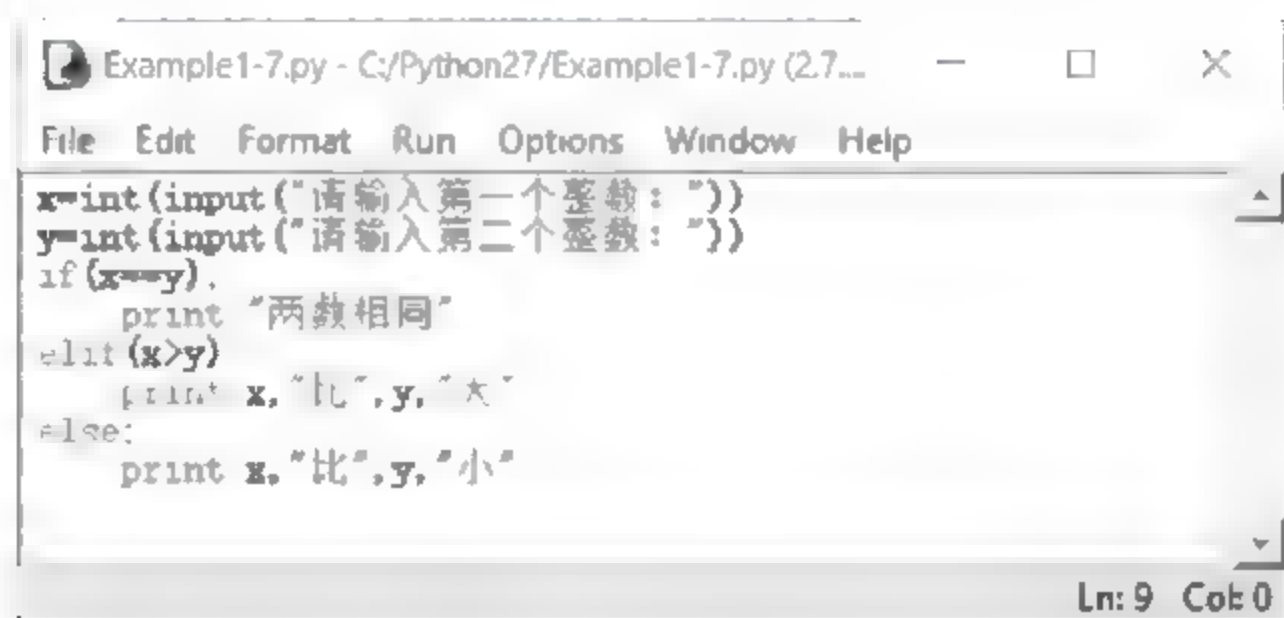 Example1-7.py - C:/Python27/Example1-7.py (2.7....
File Edit Format Run Options Window Help
x=int(input("请输入第一个整数: "))
y=int(input("请输入第二个整数: "))
if(x==y):
    print "两数相同"
elif(x>y)
    print x,"比",y,"大"
else:
    print x,"比",y,"小"
Ln: 9 Col: 0